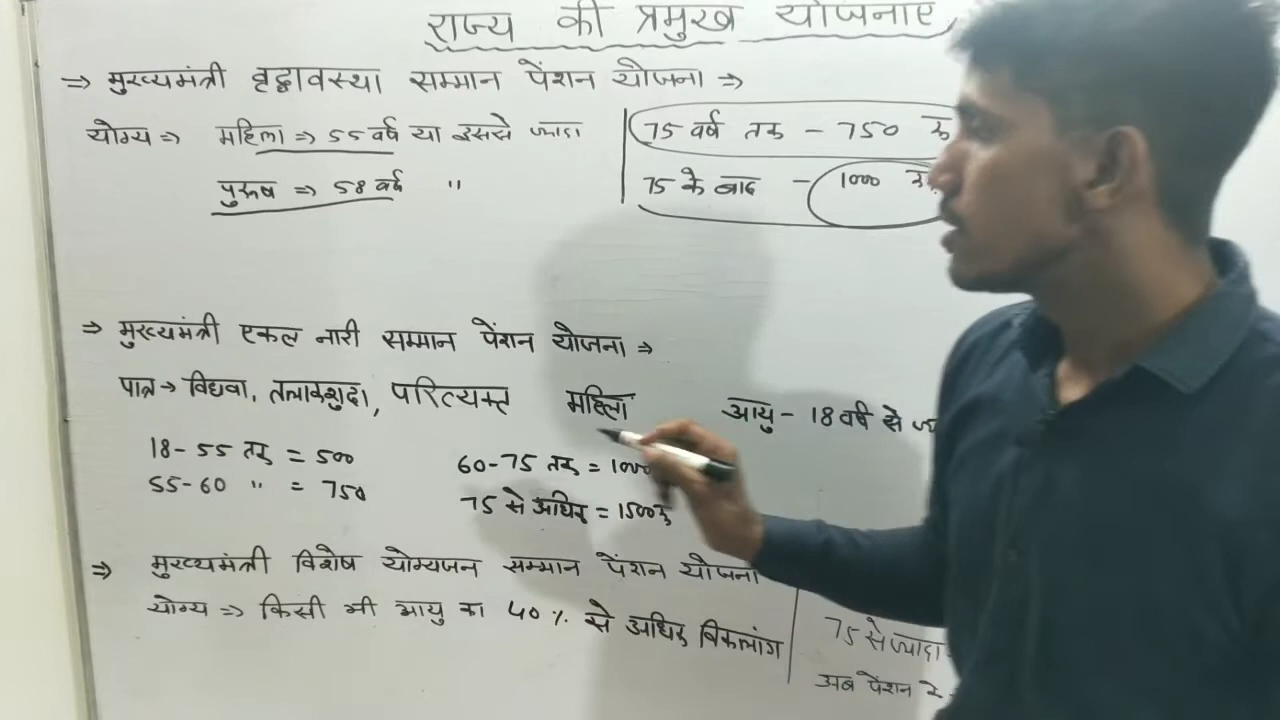 राज्य की प्रमुख योजनाए
⇒ मुख्यमंत्री वृद्धावस्था सम्मान पेंशन योजना ⇒
योग्य ⇒ महिला ⇒ 55 वर्ष या इससे ज्यादा
पुरूष ⇒ 58 वर्ष "
75 वर्ष तक - 750 रू
75 के बाद - 1000
⇒ मुख्यमंत्री एकल नारी सम्मान पेंशन योजना ⇒
पात्र → विधवा, तलाकशुदा, परित्यक्त महिला आयु - 18 वर्ष से
18-55 तक = 500
55-60 " = 750
60-75 तक = 1000
75 से अधिक = 1500रू
⇒ मुख्यमंत्री विशेष योग्यजन सम्मान पेंशन योजना
योग्य ⇒ किसी भी आयु का 40% से अधिक विकलांग
75 से ज्यादा
अब पेंशन